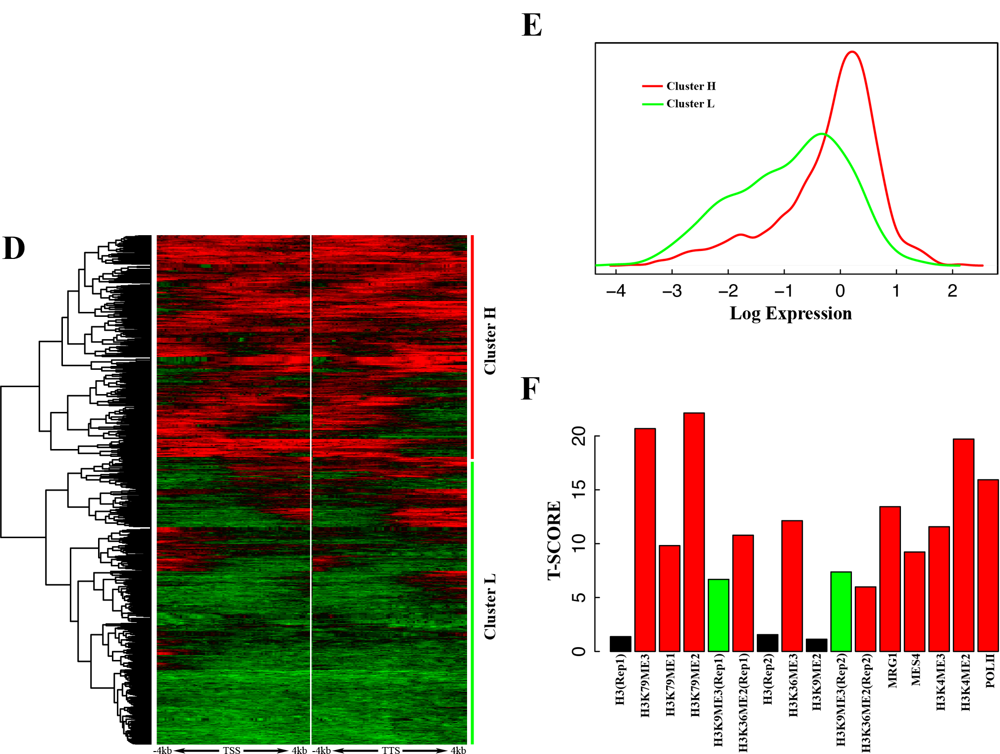 D
Cluster H
Cluster L
-4kb TSS 4kb -4kb TTS 4kb
E
Cluster H
Cluster L
−4 −3 −2 −1 0 1 2
Log Expression
F
T-SCORE
0 5 10 15 20
H3(Rep1)
H3K79ME3
H3K79ME1
H3K79ME2
H3K9ME3(Rep1)
H3K36ME2(Rep1)
H3(Rep2)
H3K36ME3
H3K9ME2
H3K9ME3(Rep2)
H3K36ME2(Rep2)
MRG1
MES4
H3K4ME3
H3K4ME2
POLII